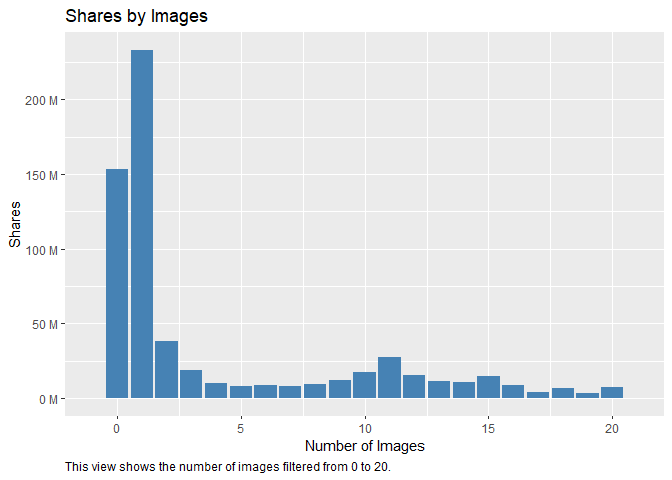 Shares by Images
Shares
200 M
150 M
100 M
50 M
0 M
0 5 10 15 20
Number of Images
This view shows the number of images filtered from 0 to 20.